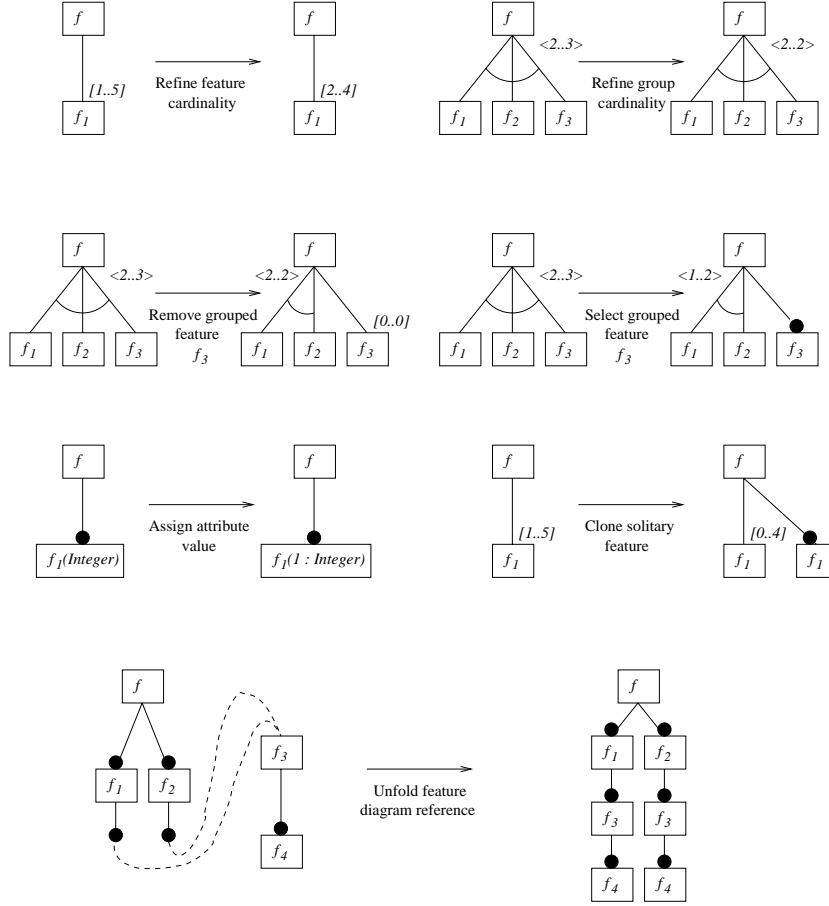 f
f
f
f
<2..3>
<2..2>
Refine feature
cardinality
Refine group
cardinality
[1..5]
[2..4]
f1
f1
f1 f2 f3
f1 f2 f3
f
f
f
f
<2..3>
<2..2>
<2..3>
<1..2>
Remove grouped
feature
f3
Select grouped
feature
f3
[0..0]
f1 f2 f3
f1 f2 f3
f1 f2 f3
f1 f2 f3
f
f
f
f
Assign attribute
value
Clone solitary
feature
[1..5]
[0..4]
f1(Integer)
f1(1 : Integer)
f1
f1 f1
f
f
f3
f1 f2
f1 f2
Unfold feature
diagram reference
f3 f3
f4
f4 f4